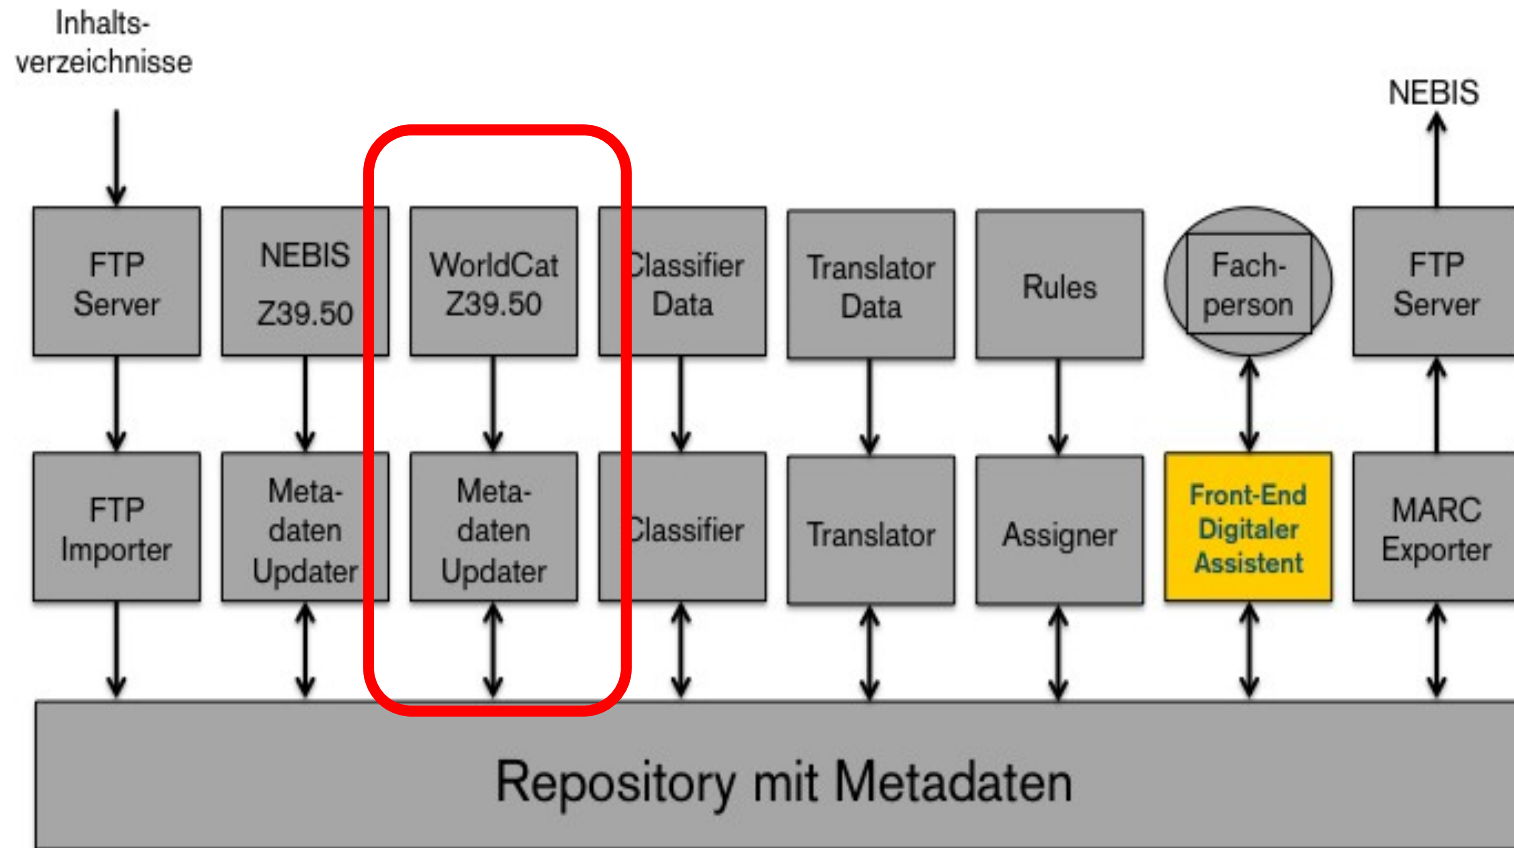 Inhalts-
verzeichnisse
NEBIS
FTP
Server
NEBIS
Z39.50
WorldCat
Z39.50
Classifier
Data
Translator
Data
Rules
Fach-
person
FTP
Server
FTP
Importer
Meta-
daten
Updater
Meta-
daten
Updater
Classifier
Translator
Assigner
Front-End
Digitaler
Assistent
MARC
Exporter
Repository mit Metadaten